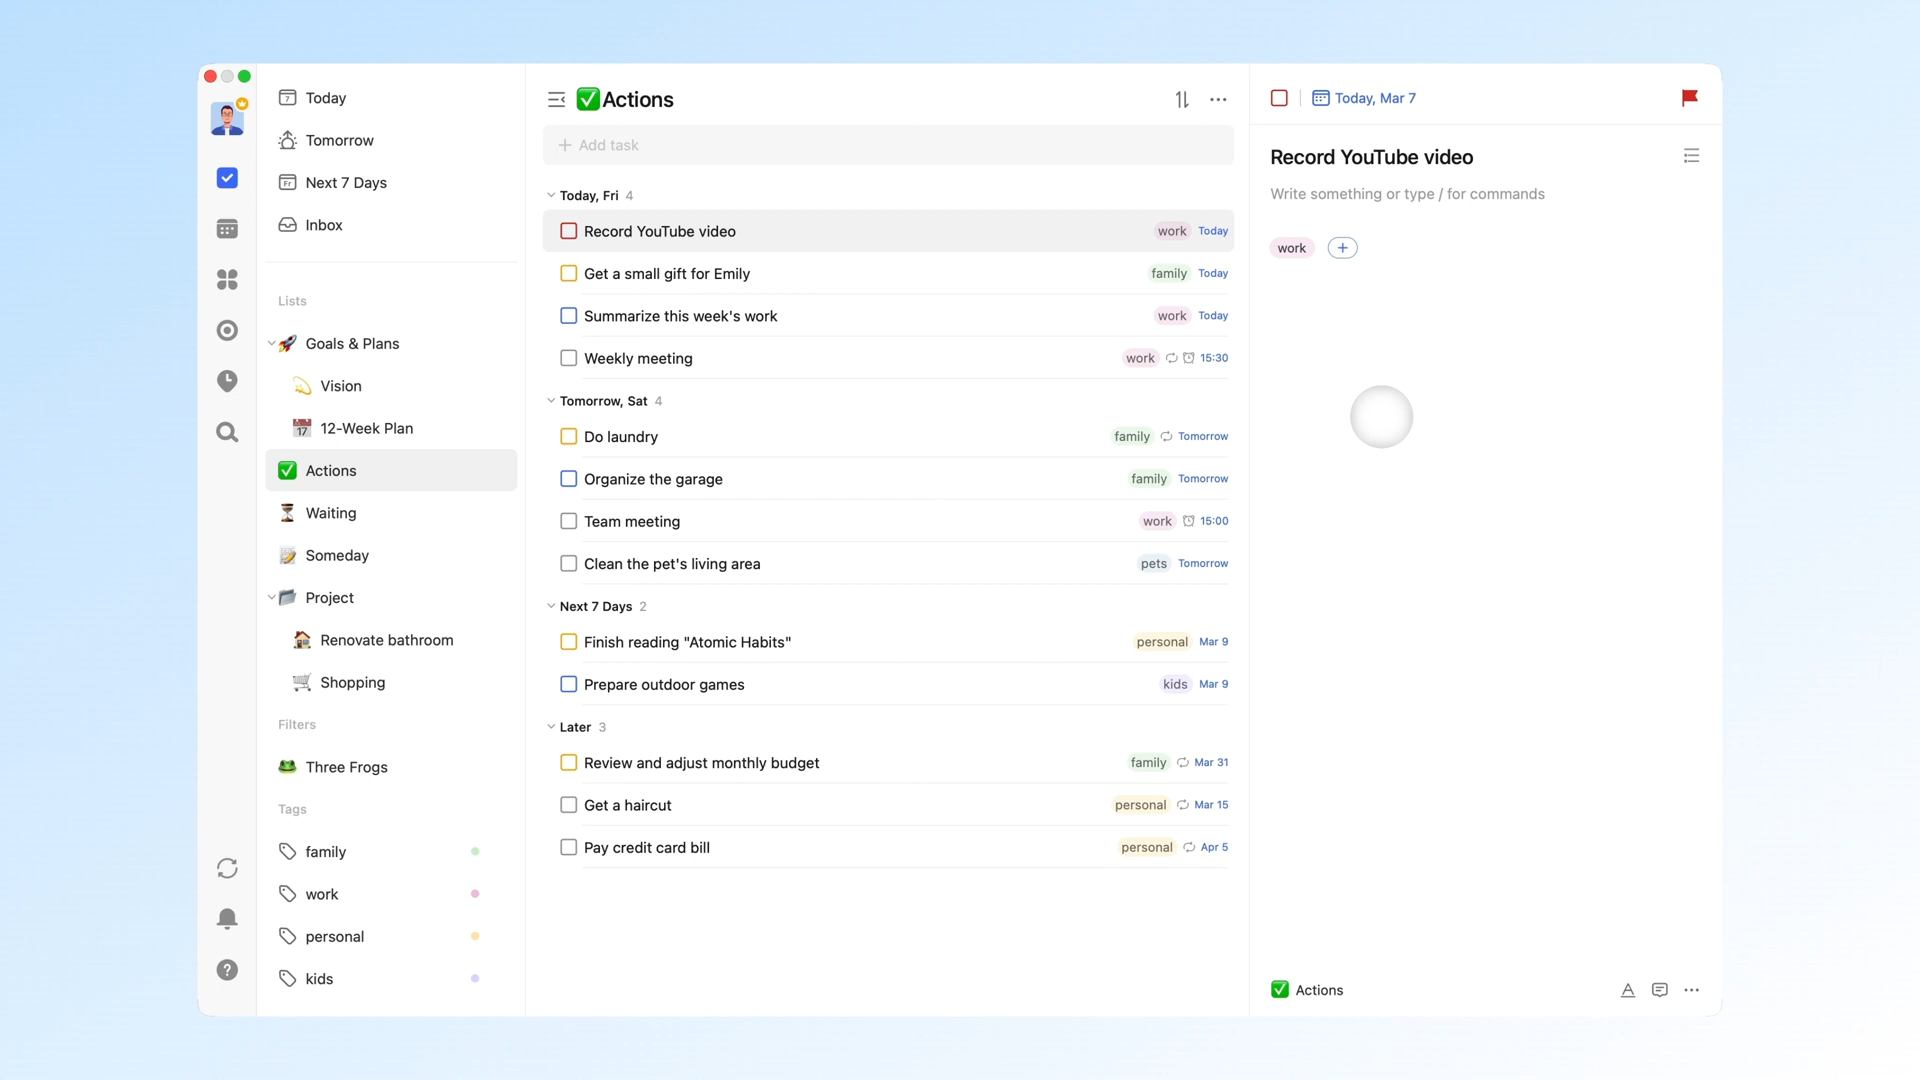 7 Today
Tomorrow
Fr Next 7 Days
Inbox
Lists
Goals & Plans
Vision
17 12-Week Plan
Actions
Waiting
Someday
Project
Renovate bathroom
Shopping
Filters
Three Frogs
Tags
family
work
personal
kids
Actions
+ Add task
Today, Fri 4
Record YouTube video work Today
Get a small gift for Emily family Today
Summarize this week's work work Today
Weekly meeting work 15:30
Tomorrow, Sat 4
Do laundry family Tomorrow
Organize the garage family Tomorrow
Team meeting work 15:00
Clean the pet's living area pets Tomorrow
Next 7 Days 2
Finish reading "Atomic Habits" personal Mar 9
Prepare outdoor games kids Mar 9
Later 3
Review and adjust monthly budget family Mar 31
Get a haircut personal Mar 15
Pay credit card bill personal Apr 5
Today, Mar 7
Record YouTube video
Write something or type / for commands
work +
Actions